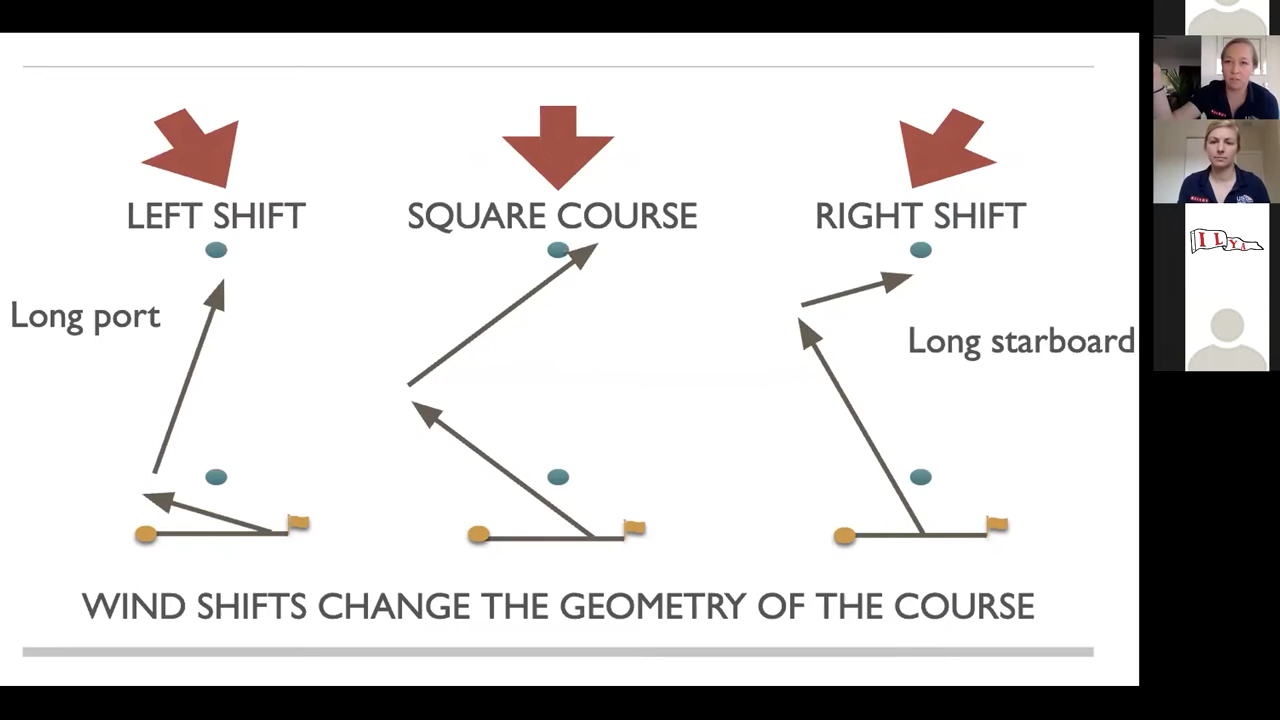 LEFT SHIFT
SQUARE COURSE
RIGHT SHIFT
Long port
Long starboard
WIND SHIFTS CHANGE THE GEOMETRY OF THE COURSE
I L Y A